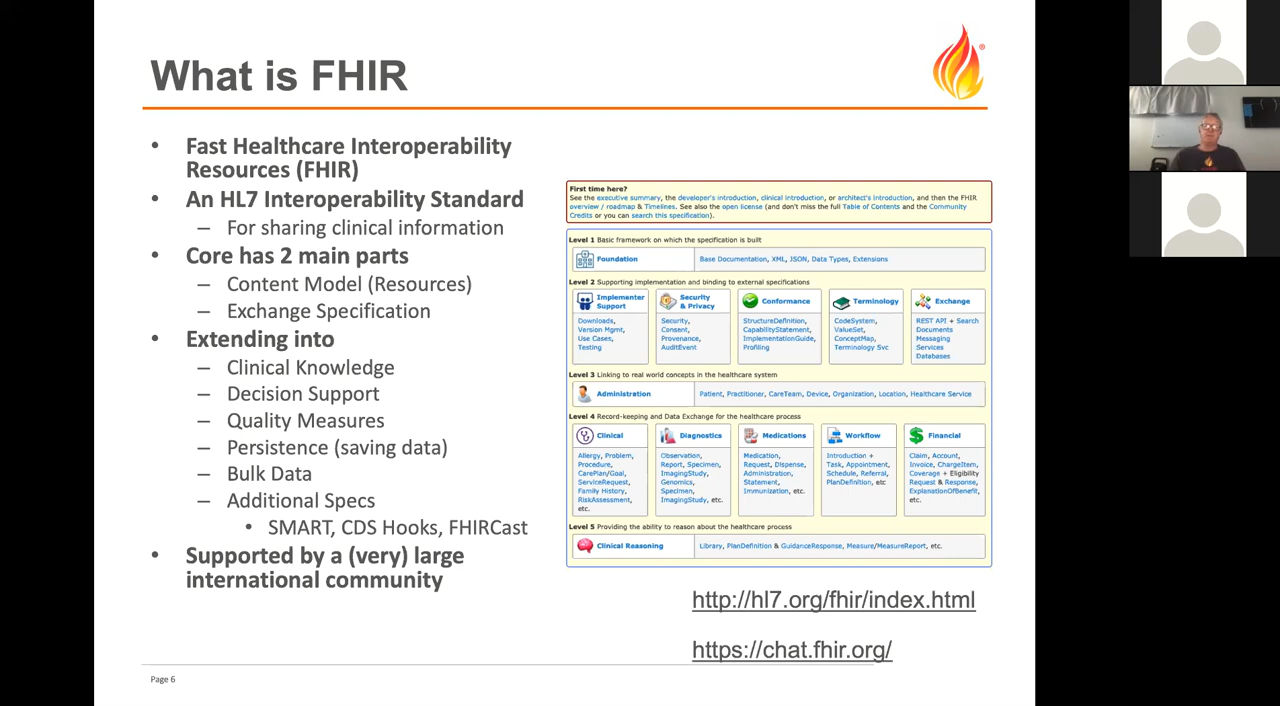 What is FHIR
®
• Fast Healthcare Interoperability
Resources (FHIR)
• An HL7 Interoperability Standard
– For sharing clinical information
• Core has 2 main parts
– Content Model (Resources)
– Exchange Specification
• Extending into
– Clinical Knowledge
– Decision Support
– Quality Measures
– Persistence (saving data)
– Bulk Data
– Additional Specs
• SMART, CDS Hooks, FHIRCast
• Supported by a (very) large
international community
First time here?
See the executive summary, the developer's introduction, clinical introduction, or architect's introduction, and then the FHIR
overview / roadmap & Timelines. See also the open license (and don't miss the full Table of Contents and the Community
Credits or you can search this specification).
Level 1 Basic framework on which the specification is built
Foundation
Base Documentation, XML, JSON, Data Types, Extensions
Level 2 Supporting implementation and binding to external specifications
Implementer
Support
Downloads,
Version Mgmt,
Use Cases,
Testing
Security
& Privacy
Security,
Consent,
Provenance,
AuditEvent
Conformance
StructureDefinition,
CapabilityStatement,
ImplementationGuide,
Profiling
Terminology
CodeSystem,
ValueSet,
ConceptMap,
Terminology Svc
Exchange
REST API + Search
Documents
Messaging
Services
Databases
Level 3 Linking to real world concepts in the healthcare system
Administration
Patient, Practitioner, CareTeam, Device, Organization, Location, Healthcare Service
Level 4 Record-keeping and Data Exchange for the healthcare process
Clinical
Allergy, Problem,
Procedure,
CarePlan/Goal,
ServiceRequest,
Family History,
RiskAssessment,
etc.
Diagnostics
Observation,
Report, Specimen,
ImagingStudy,
Genomics,
Specimen,
ImagingStudy, etc.
Medications
Medication,
Request, Dispense,
Administration,
Statement,
Immunization, etc.
Workflow
Introduction +
Task, Appointment,
Schedule, Referral,
PlanDefinition, etc
Financial
Claim, Account,
Invoice, ChargeItem,
Coverage + Eligibility
Request & Response,
ExplanationOfBenefit,
etc.
Level 5 Providing the ability to reason about the healthcare process
Clinical Reasoning
Library, PlanDefinition & GuidanceResponse, Measure/MeasureReport, etc.
http://hl7.org/fhir/index.html
https://chat.fhir.org/
Page 6